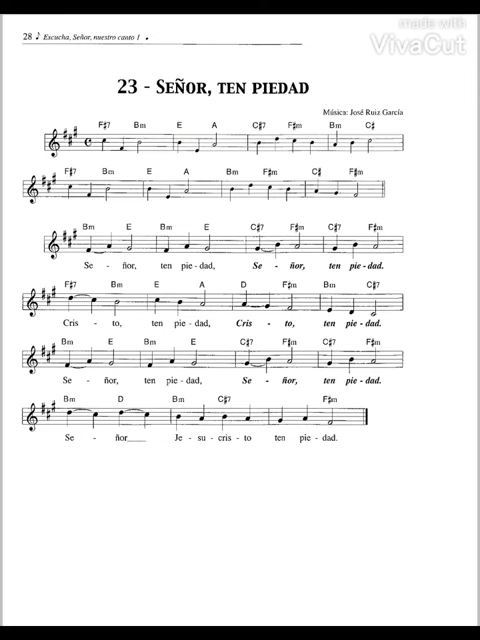 made with
VivaCut
28 ♪ Escucha, Señor, nuestro canto 1 •
23 - SEÑOR, TEN PIEDAD
Música: José Ruiz García
F♯7 Bm E A C♯7 F♯m Bm C♯
F♯7 Bm E A Bm F♯m C♯ F♯7
Bm E Bm E C♯7 F♯m C♯7 F♯m
Se - ñor, ten pie - dad, Se - ñor, ten pie - dad.
F♯7 Bm E A D F♯m Bm C♯7
Cris - to, ten pie - dad, Cris - to, ten pie - dad.
Bm E Bm E C♯7 F♯m C♯7 F♯m
Se - ñor, ten pie - dad, Se - ñor, ten pie - dad.
Bm D Bm C♯7 F♯m
Se - ñor___ Je - su - cris - to ten pie - dad.